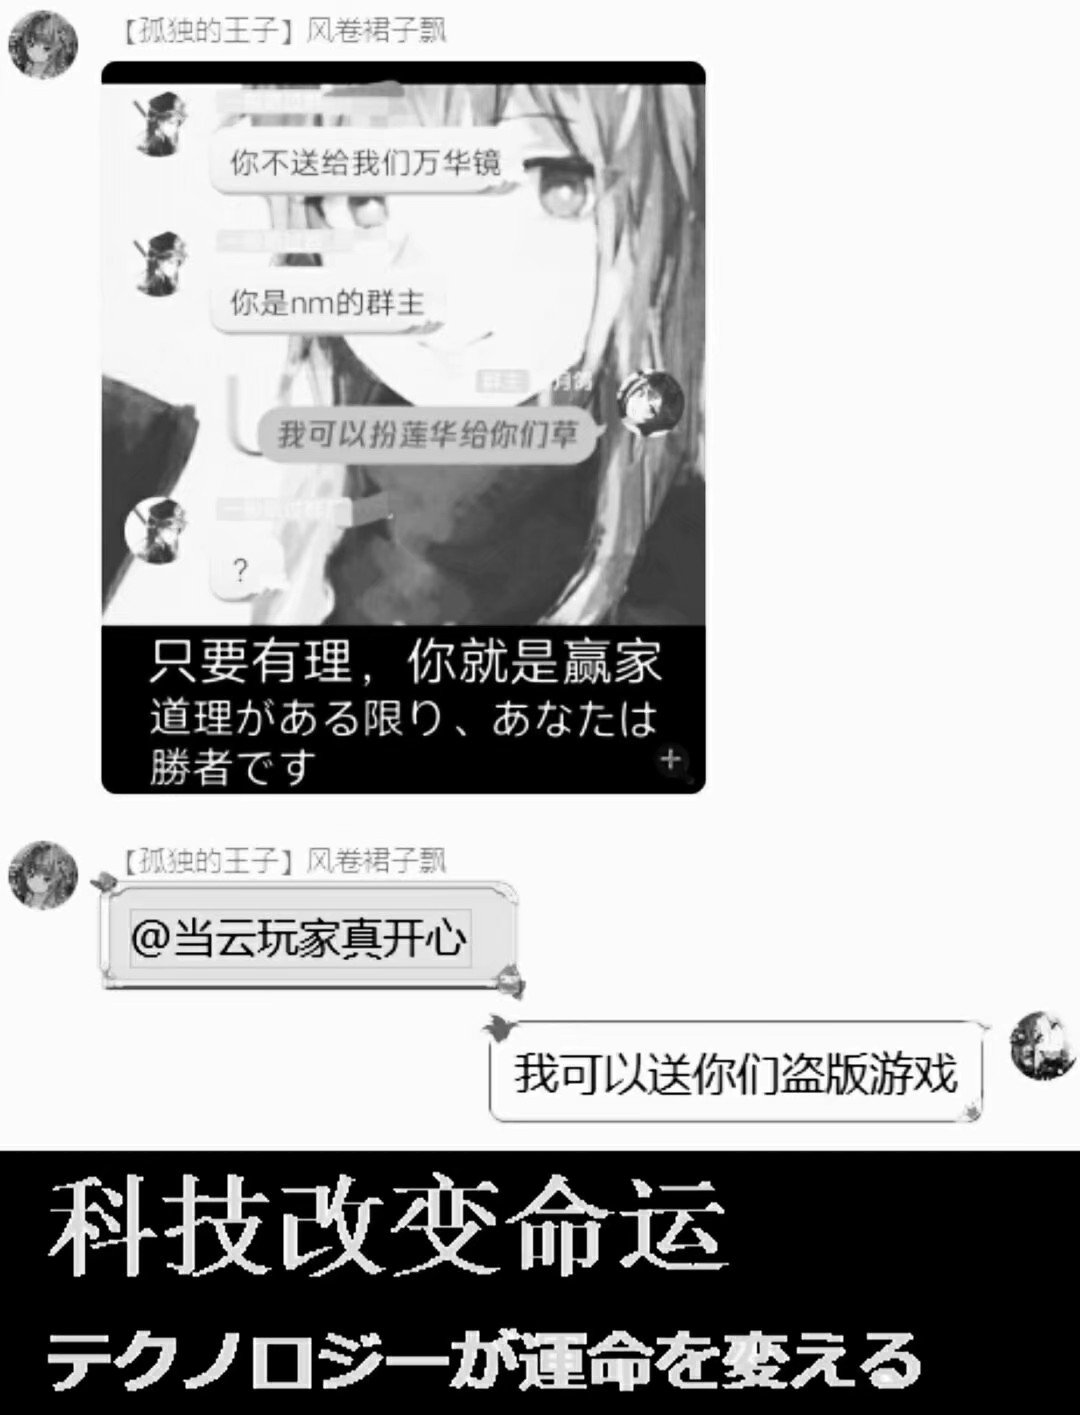 【孤独的王子】风卷裙子飘
你不送给我们万华镜
你是nm的群主
群主
我可以扮莲华给你们草
?
只要有理，你就是赢家
道理がある限り、あなたは
勝者です
【孤独的王子】风卷裙子飘
@当云玩家真开心
我可以送你们盗版游戏
科技改变命运
テクノロジーが運命を変える